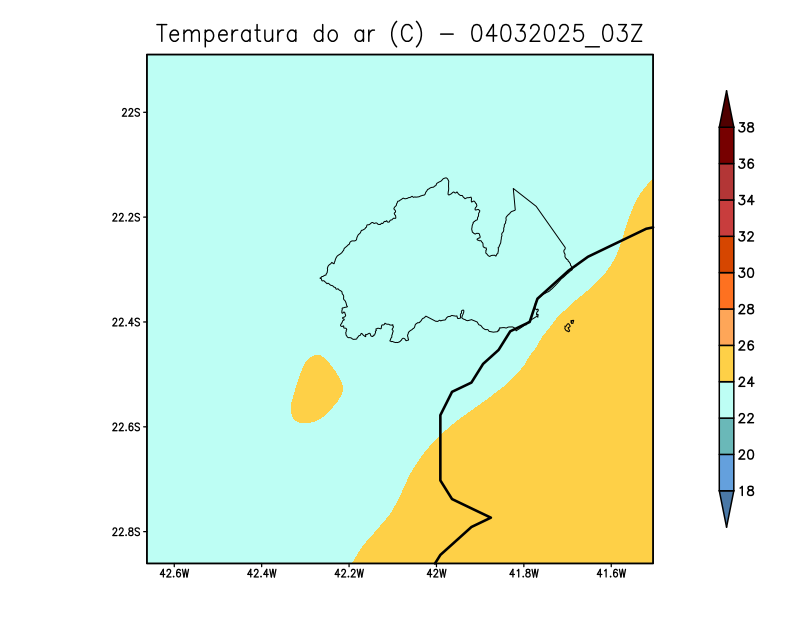 Temperatura do ar (C) - 04032025_03Z
22S
22.2S
22.4S
22.6S
22.8S
42.6W
42.4W
42.2W
42W
41.8W
41.6W
38
36
34
32
30
28
26
24
22
20
18